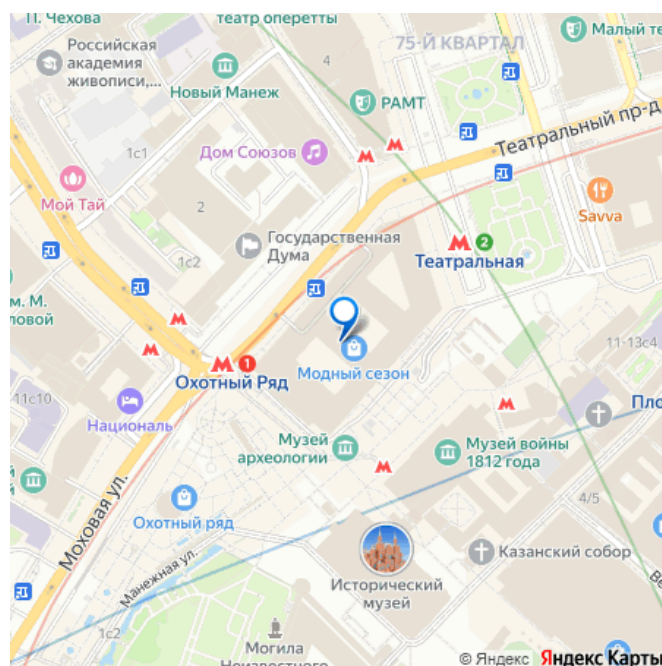 П. Чехова
театр оперетты
Малый те
75-Й КВАРТАЛ
Российская
академия
живописи,...
4
Новый Манеж
РАМТ
Театральный пр-д
1с1
Дом Союзов
Мой Тай
2
Savva
Государственная
Дума
2
Театральная
1с2
м. М.
ловой
11-13с4
1
Охотный Ряд
Модный сезон
11с10
Националь
Пло
Музей
археологии
Музей войны
1812 года
4/5
Моховая ул.
Охотный ряд
Казанский собор
Манежная ул.
Исторический
музей
Ве
1с2
Могила
Неизвестного
© Яндекс Яндекс Карты